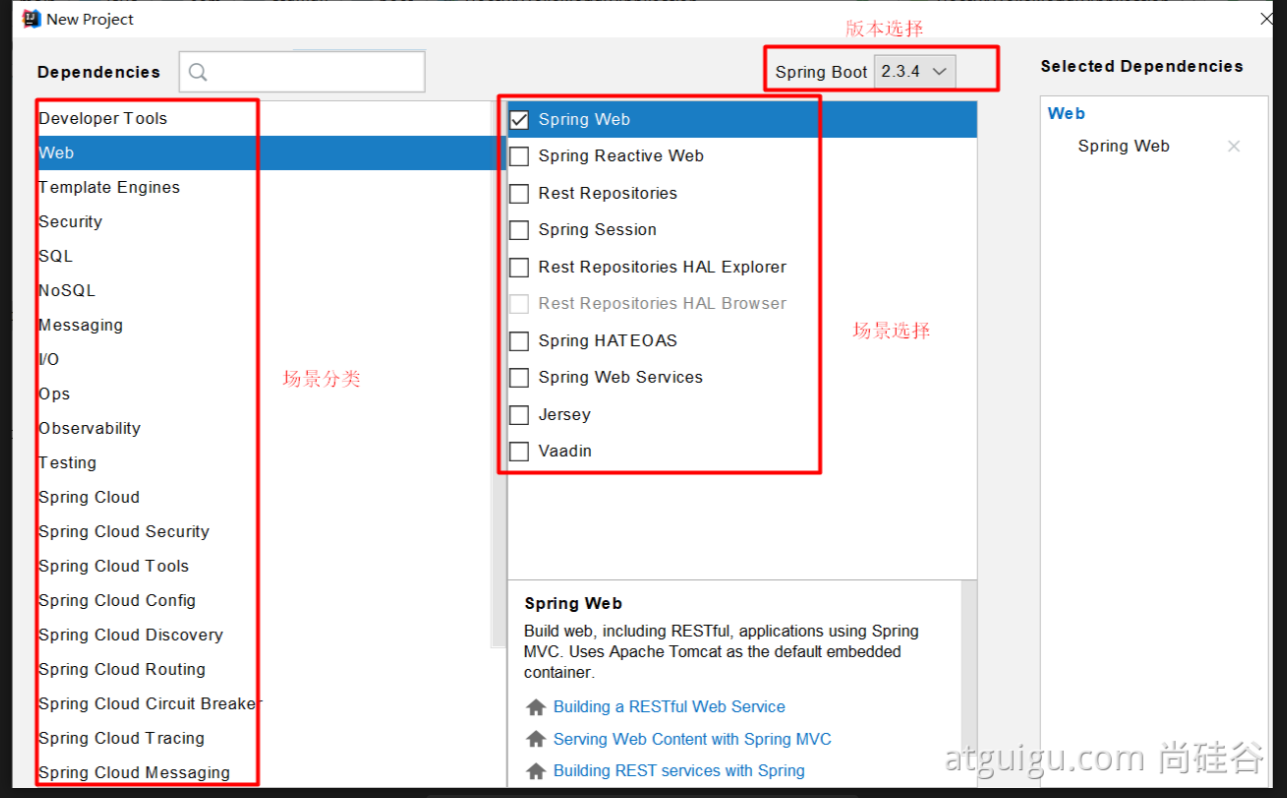 New Project
版本选择
Dependencies
Spring Boot 2.3.4
Selected Dependencies
Developer Tools
Web
Template Engines
Security
SQL
NoSQL
Messaging
I/O
Ops
Observability
Testing
Spring Cloud
Spring Cloud Security
Spring Cloud Tools
Spring Cloud Config
Spring Cloud Discovery
Spring Cloud Routing
Spring Cloud Circuit Breaker
Spring Cloud Tracing
Spring Cloud Messaging
场景分类
Spring Web
Spring Reactive Web
Rest Repositories
Spring Session
Rest Repositories HAL Explorer
Rest Repositories HAL Browser
Spring HATEOAS
Spring Web Services
Jersey
Vaadin
场景选择
Spring Web
Build web, including RESTful, applications using Spring
MVC. Uses Apache Tomcat as the default embedded
container.
Building a RESTful Web Service
Serving Web Content with Spring MVC
Building REST services with Spring
Web
Spring Web
atguigu.com 尚硅谷